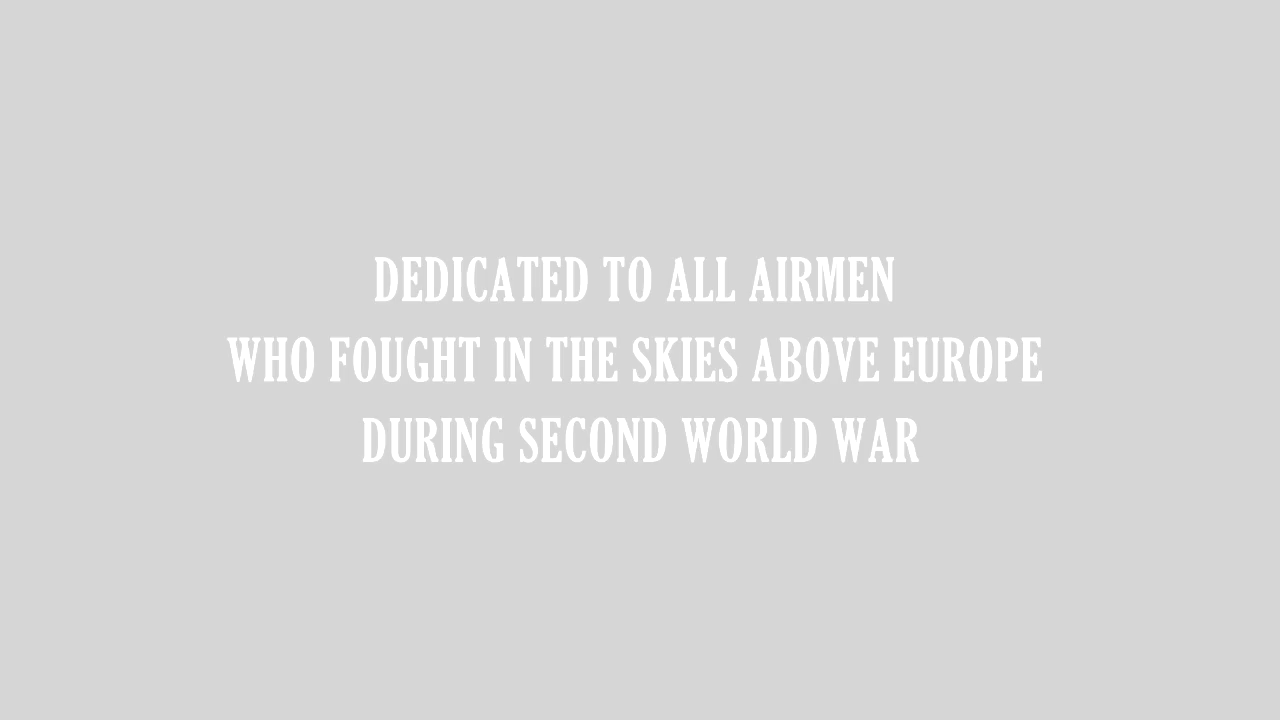 DEDICATED TO ALL AIRMEN
WHO FOUGHT IN THE SKIES ABOVE EUROPE
DURING SECOND WORLD WAR